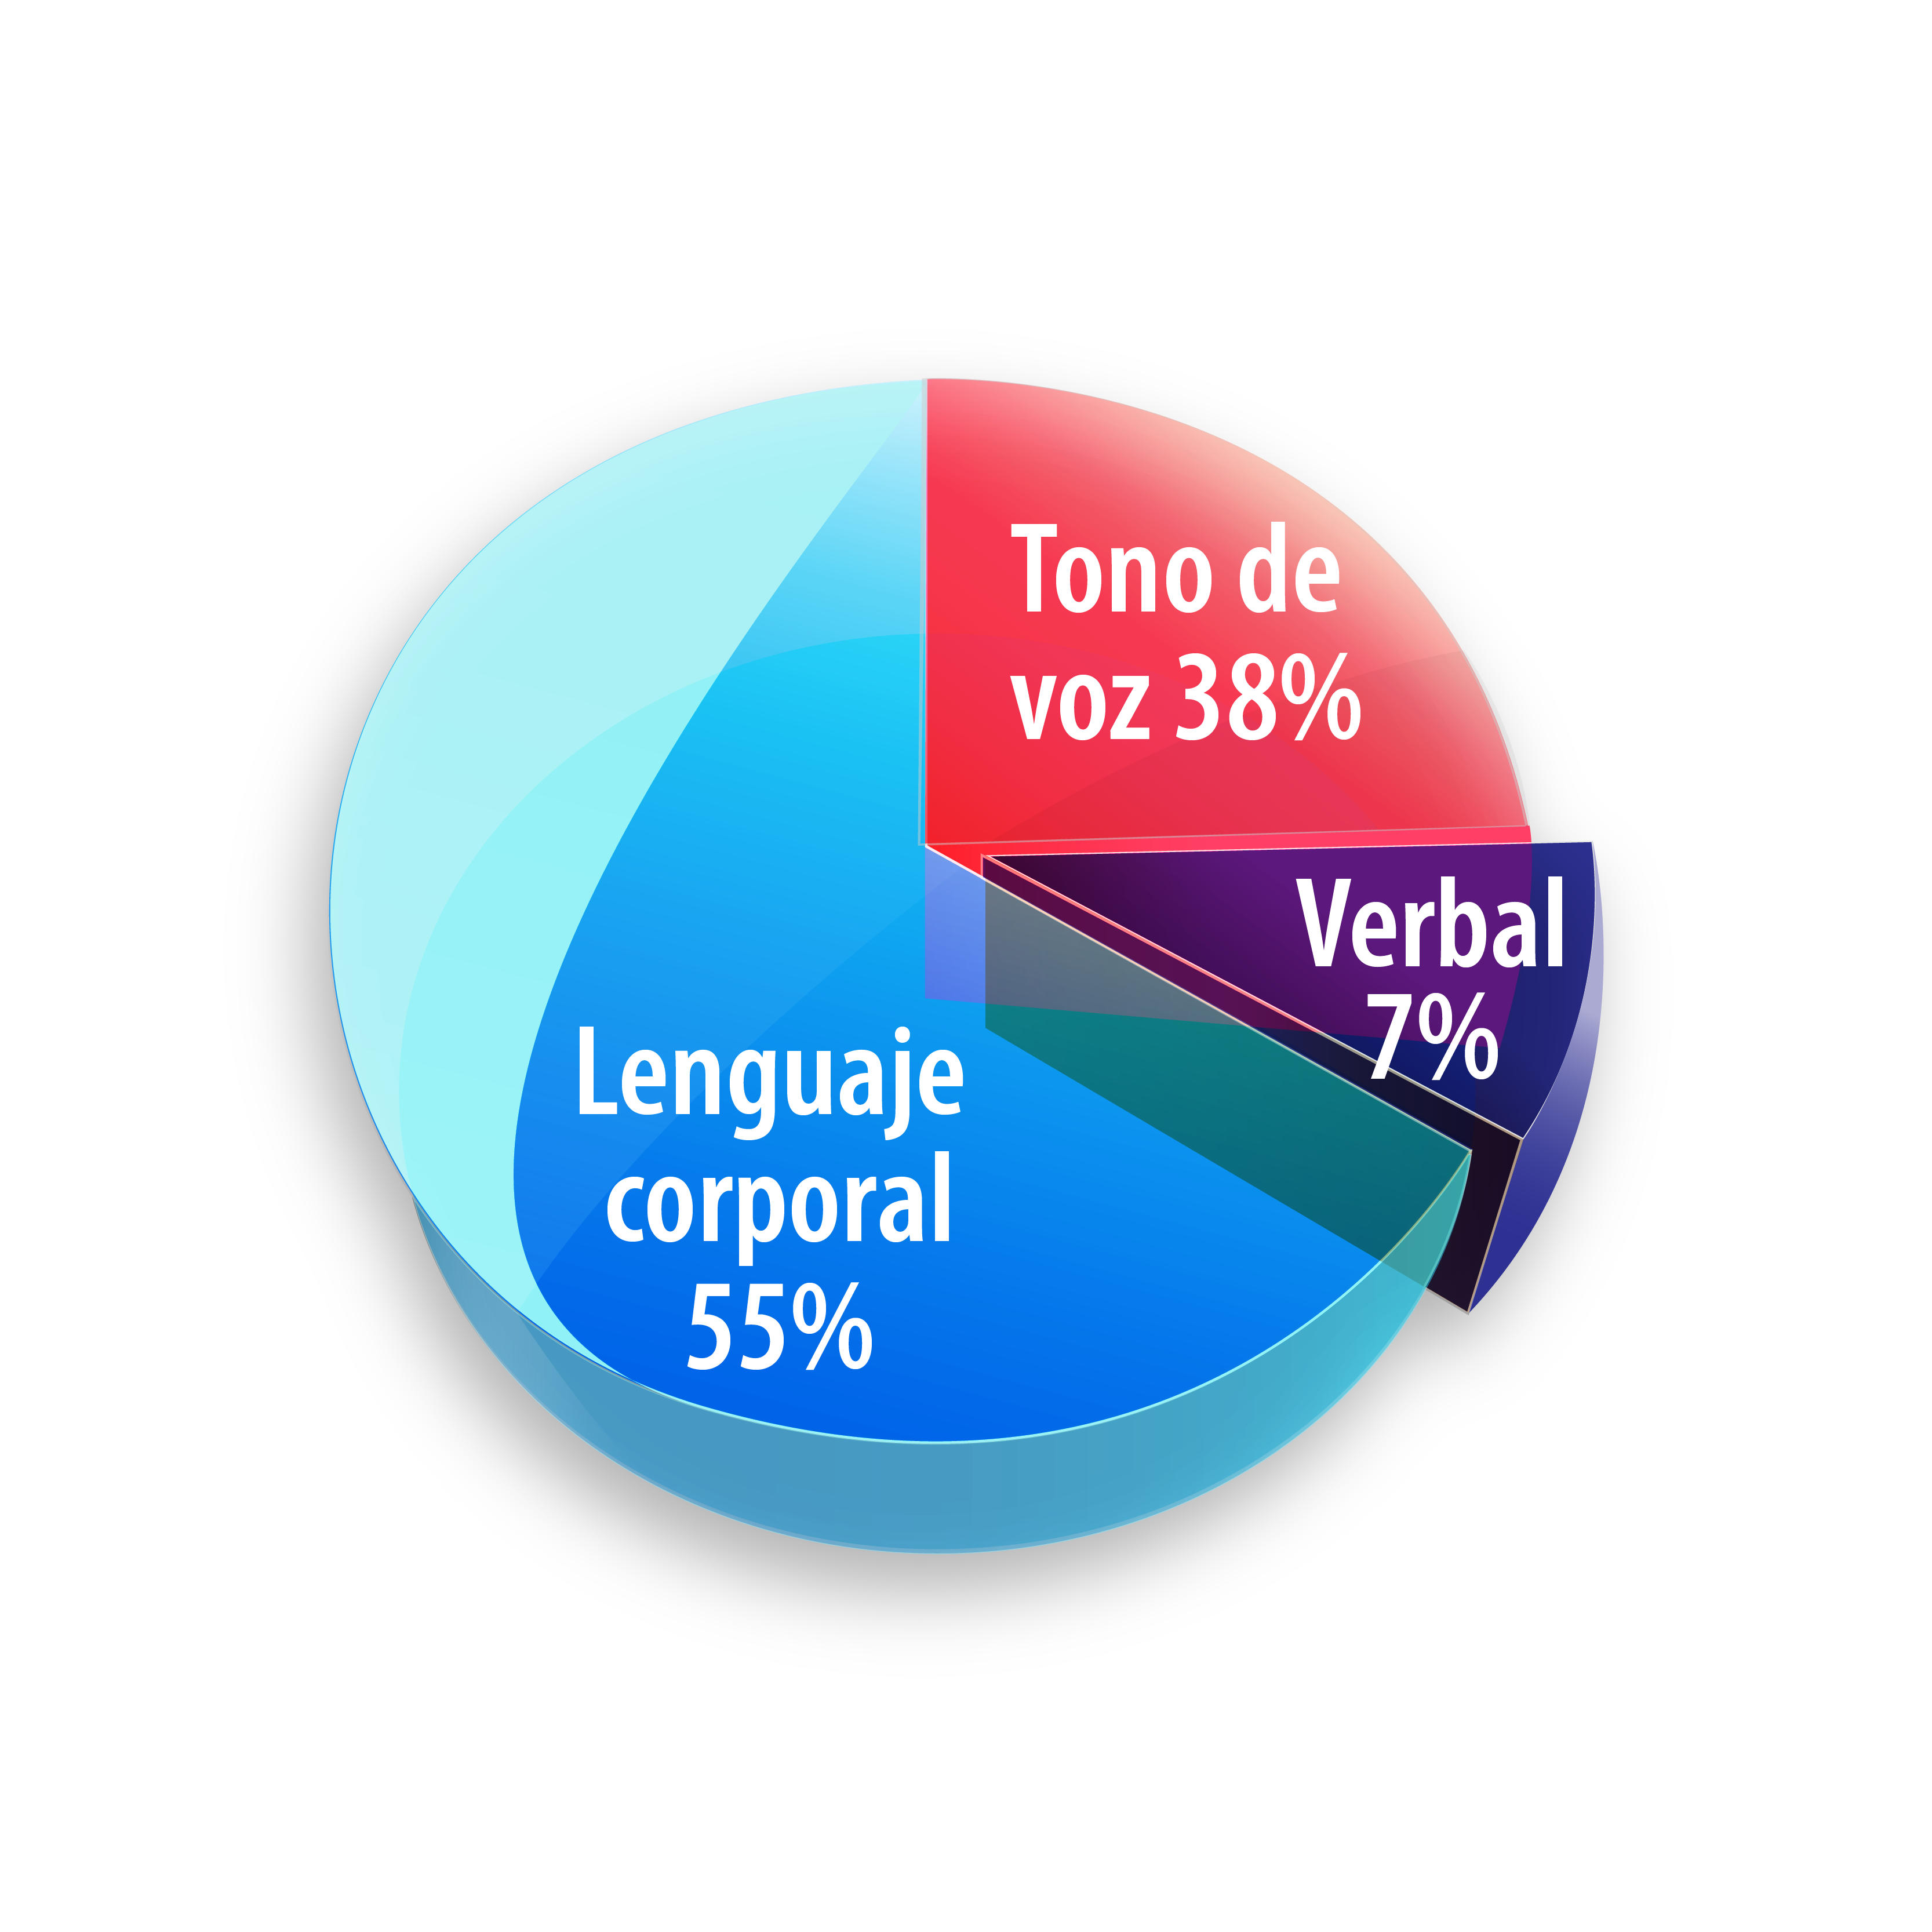 Tono de
voz 38%
Verbal
7%
Lenguaje
corporal
55%